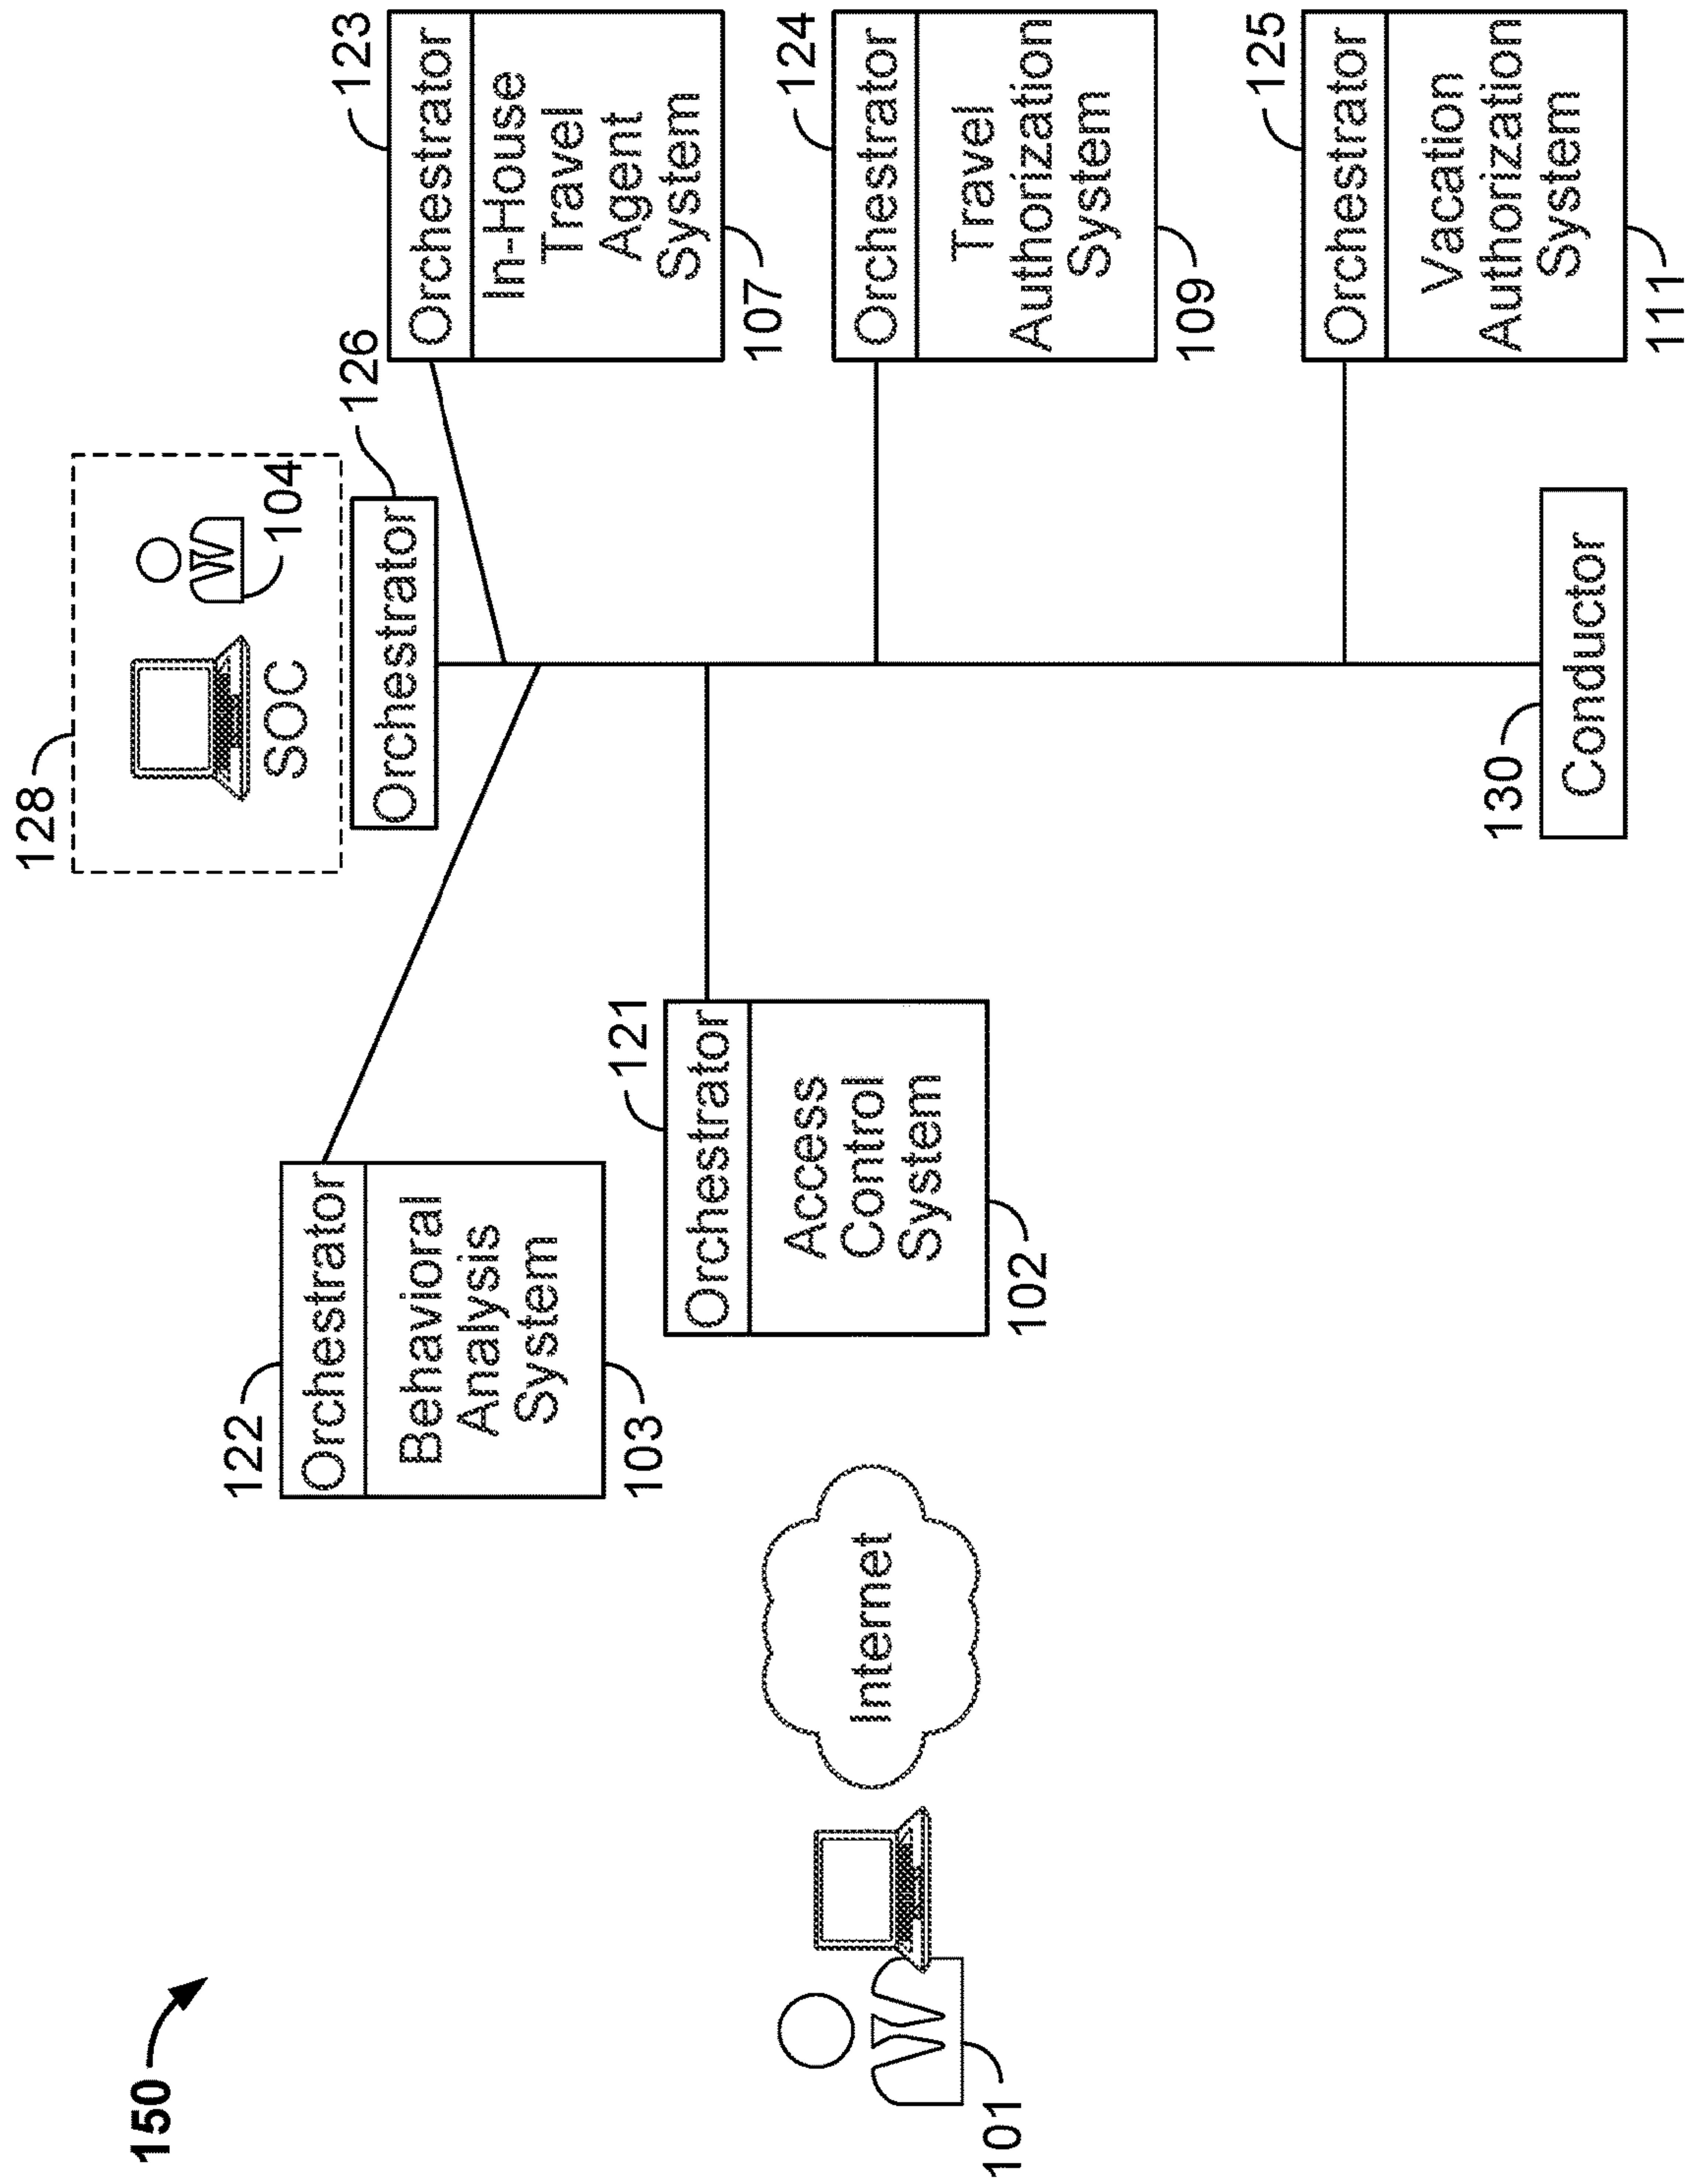 150
101
Internet
122
Orchestrator
Behavioral
Analysis
System
103
121
Orchestrator
Access
Control
System
102
128
SOC
104
Orchestrator
126
130
Conductor
123
Orchestrator
In-House
Travel
Agent
System
107
124
Orchestrator
Travel
Authorization
System
109
125
Orchestrator
Vacation
Authorization
System
111